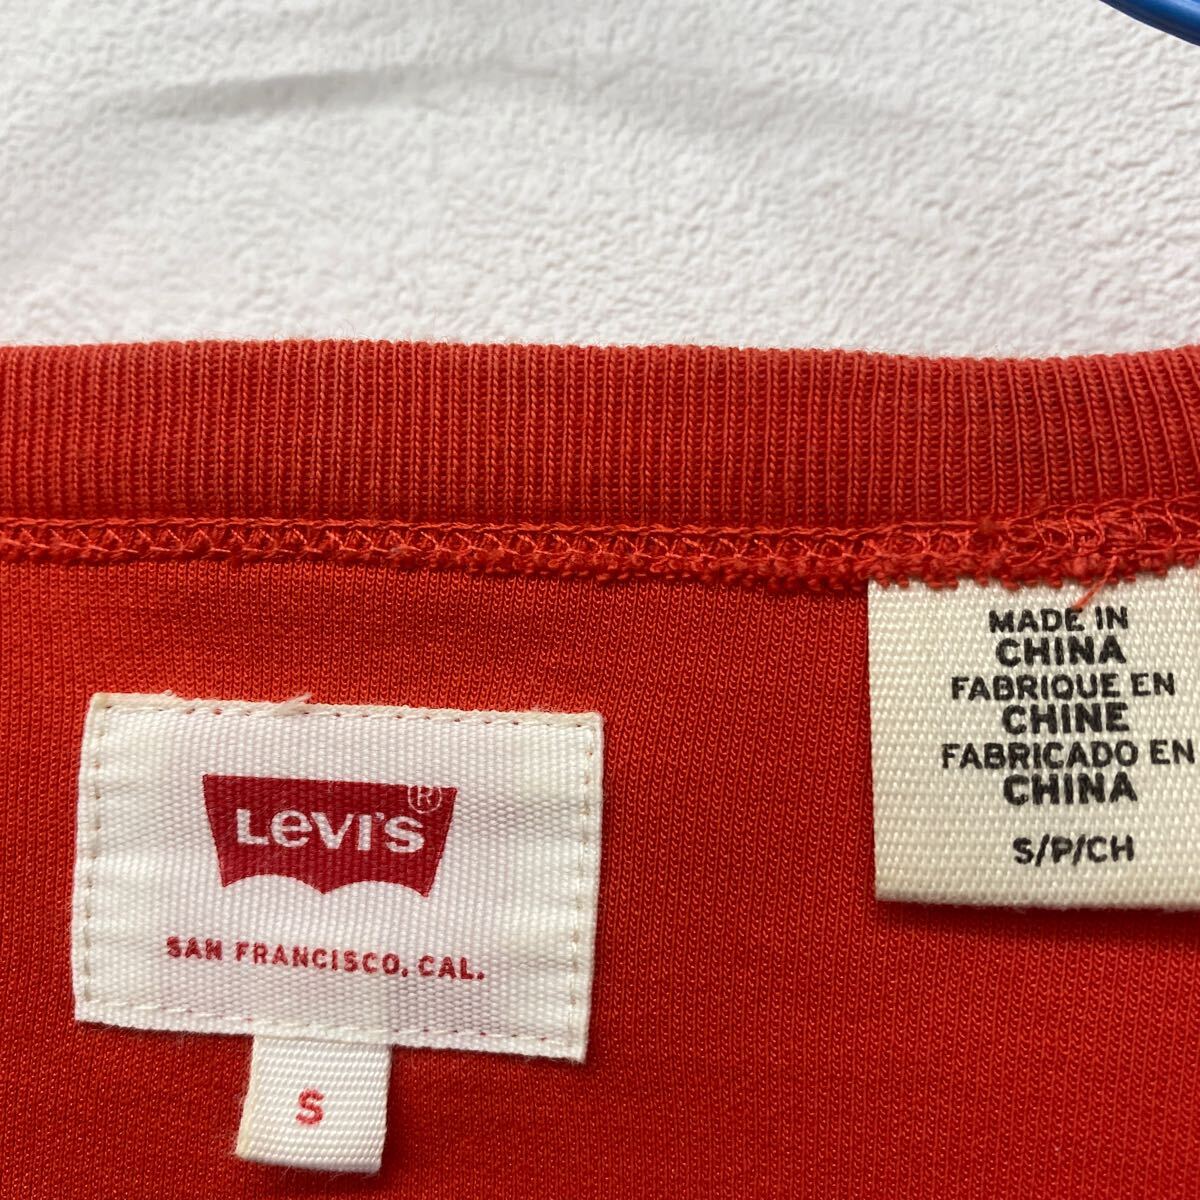 MADE IN
CHINA
FABRIQUE EN
CHINE
FABRICADO EN
CHINA
S/P/CH
Levi's®
SAN FRANCISCO, CAL.
S